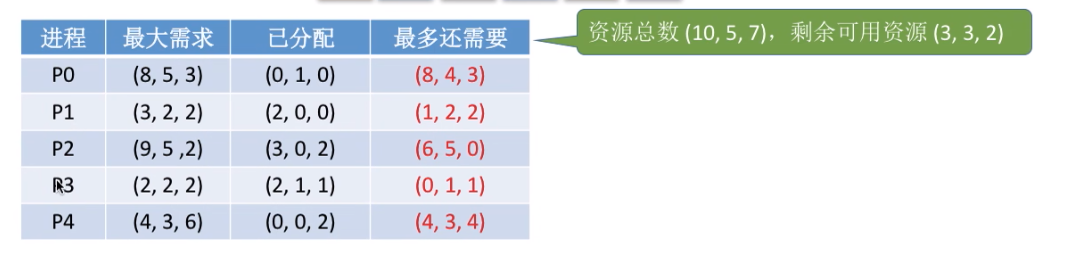 进程 最大需求 已分配 最多还需要
资源总数 (10, 5, 7)，剩余可用资源 (3, 3, 2)
P0 (8, 5, 3) (0, 1, 0) (8, 4, 3)
P1 (3, 2, 2) (2, 0, 0) (1, 2, 2)
P2 (9, 5 ,2) (3, 0, 2) (6, 5, 0)
P3 (2, 2, 2) (2, 1, 1) (0, 1, 1)
P4 (4, 3, 6) (0, 0, 2) (4, 3, 4)